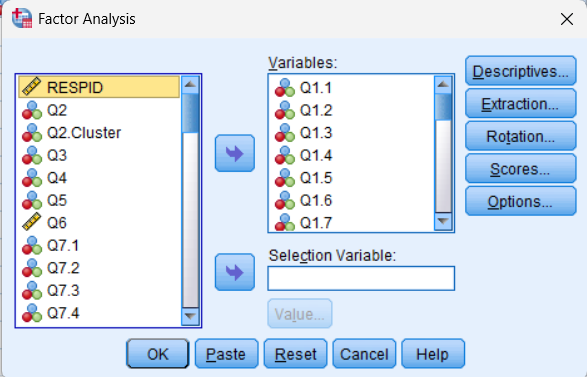 Factor Analysis
RESPID
Q2
Q2.Cluster
Q3
Q4
Q5
Q6
Q7.1
Q7.2
Q7.3
Q7.4
Variables:
Q1.1
Q1.2
Q1.3
Q1.4
Q1.5
Q1.6
Q1.7
Selection Variable:
Value...
Descriptives...
Extraction...
Rotation...
Scores...
Options...
OK Paste Reset Cancel Help